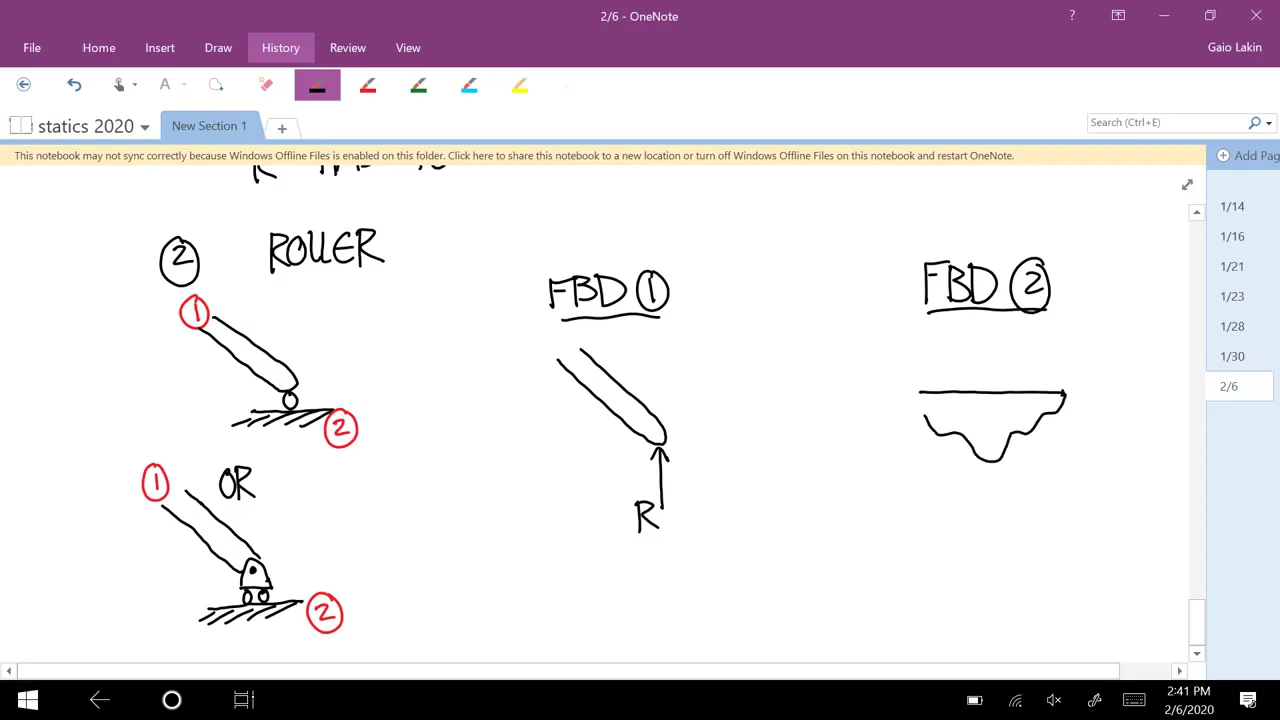 2/6 - OneNote
?
File
Home
Insert
Draw
History
Review
View
Gaio Lakin
A
statics 2020
New Section 1
+
Search (Ctrl+E)
This notebook may not sync correctly because Windows Offline Files is enabled on this folder. Click here to share this notebook to a new location or turn off Windows Offline Files on this notebook and restart OneNote.
Add Pag
1/14
1/16
1/21
1/23
1/28
1/30
2/6
2 ROLLER
1
2
OR
1
2
FBD 1
R
FBD 2
2:41 PM
2/6/2020